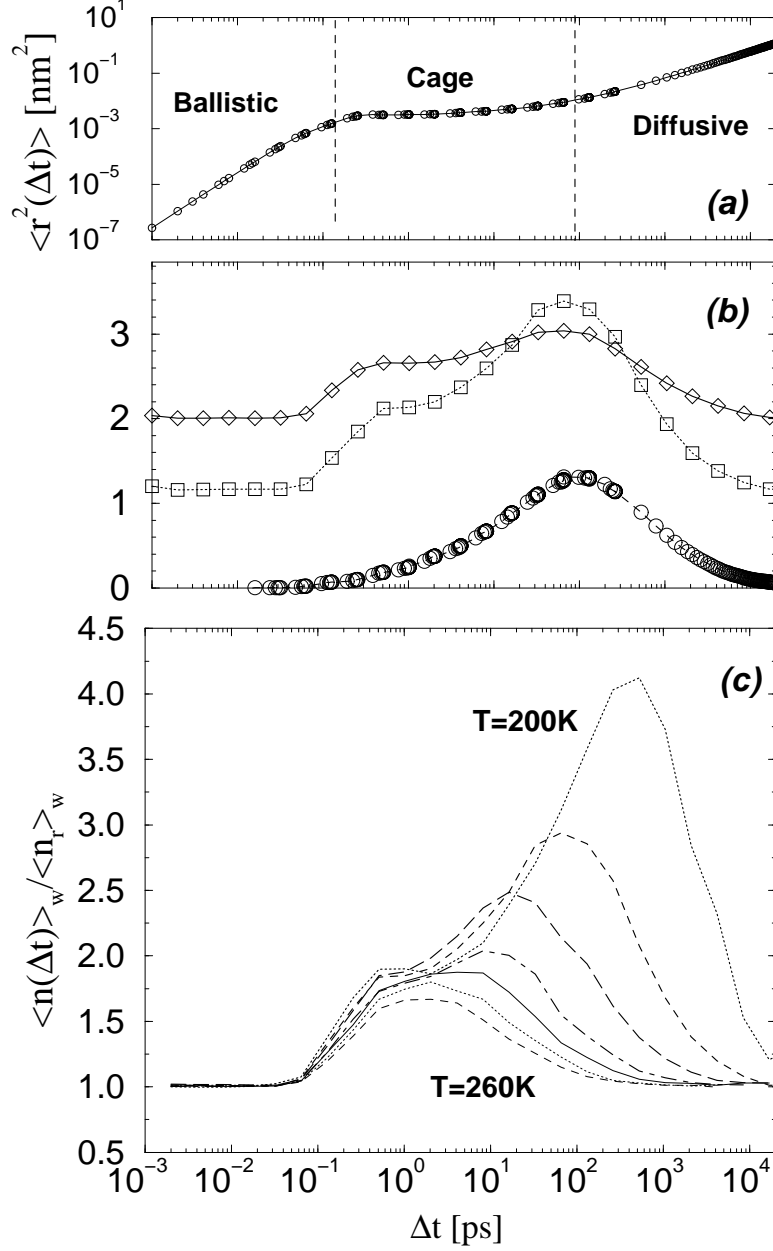 10^1
10^−1
10^−3
10^−5
10^−7
<r^2(Δt)> [nm^2]
Ballistic
Cage
Diffusive
(a)
3
2
1
0
(b)
4.5
4.0
3.5
3.0
2.5
2.0
1.5
1.0
0.5
<n(Δt)>_w/<n_r>_w
(c)
T=200K
T=260K
10^−3 10^−2 10^−1 10^0 10^1 10^2 10^3 10^4
Δt [ps]